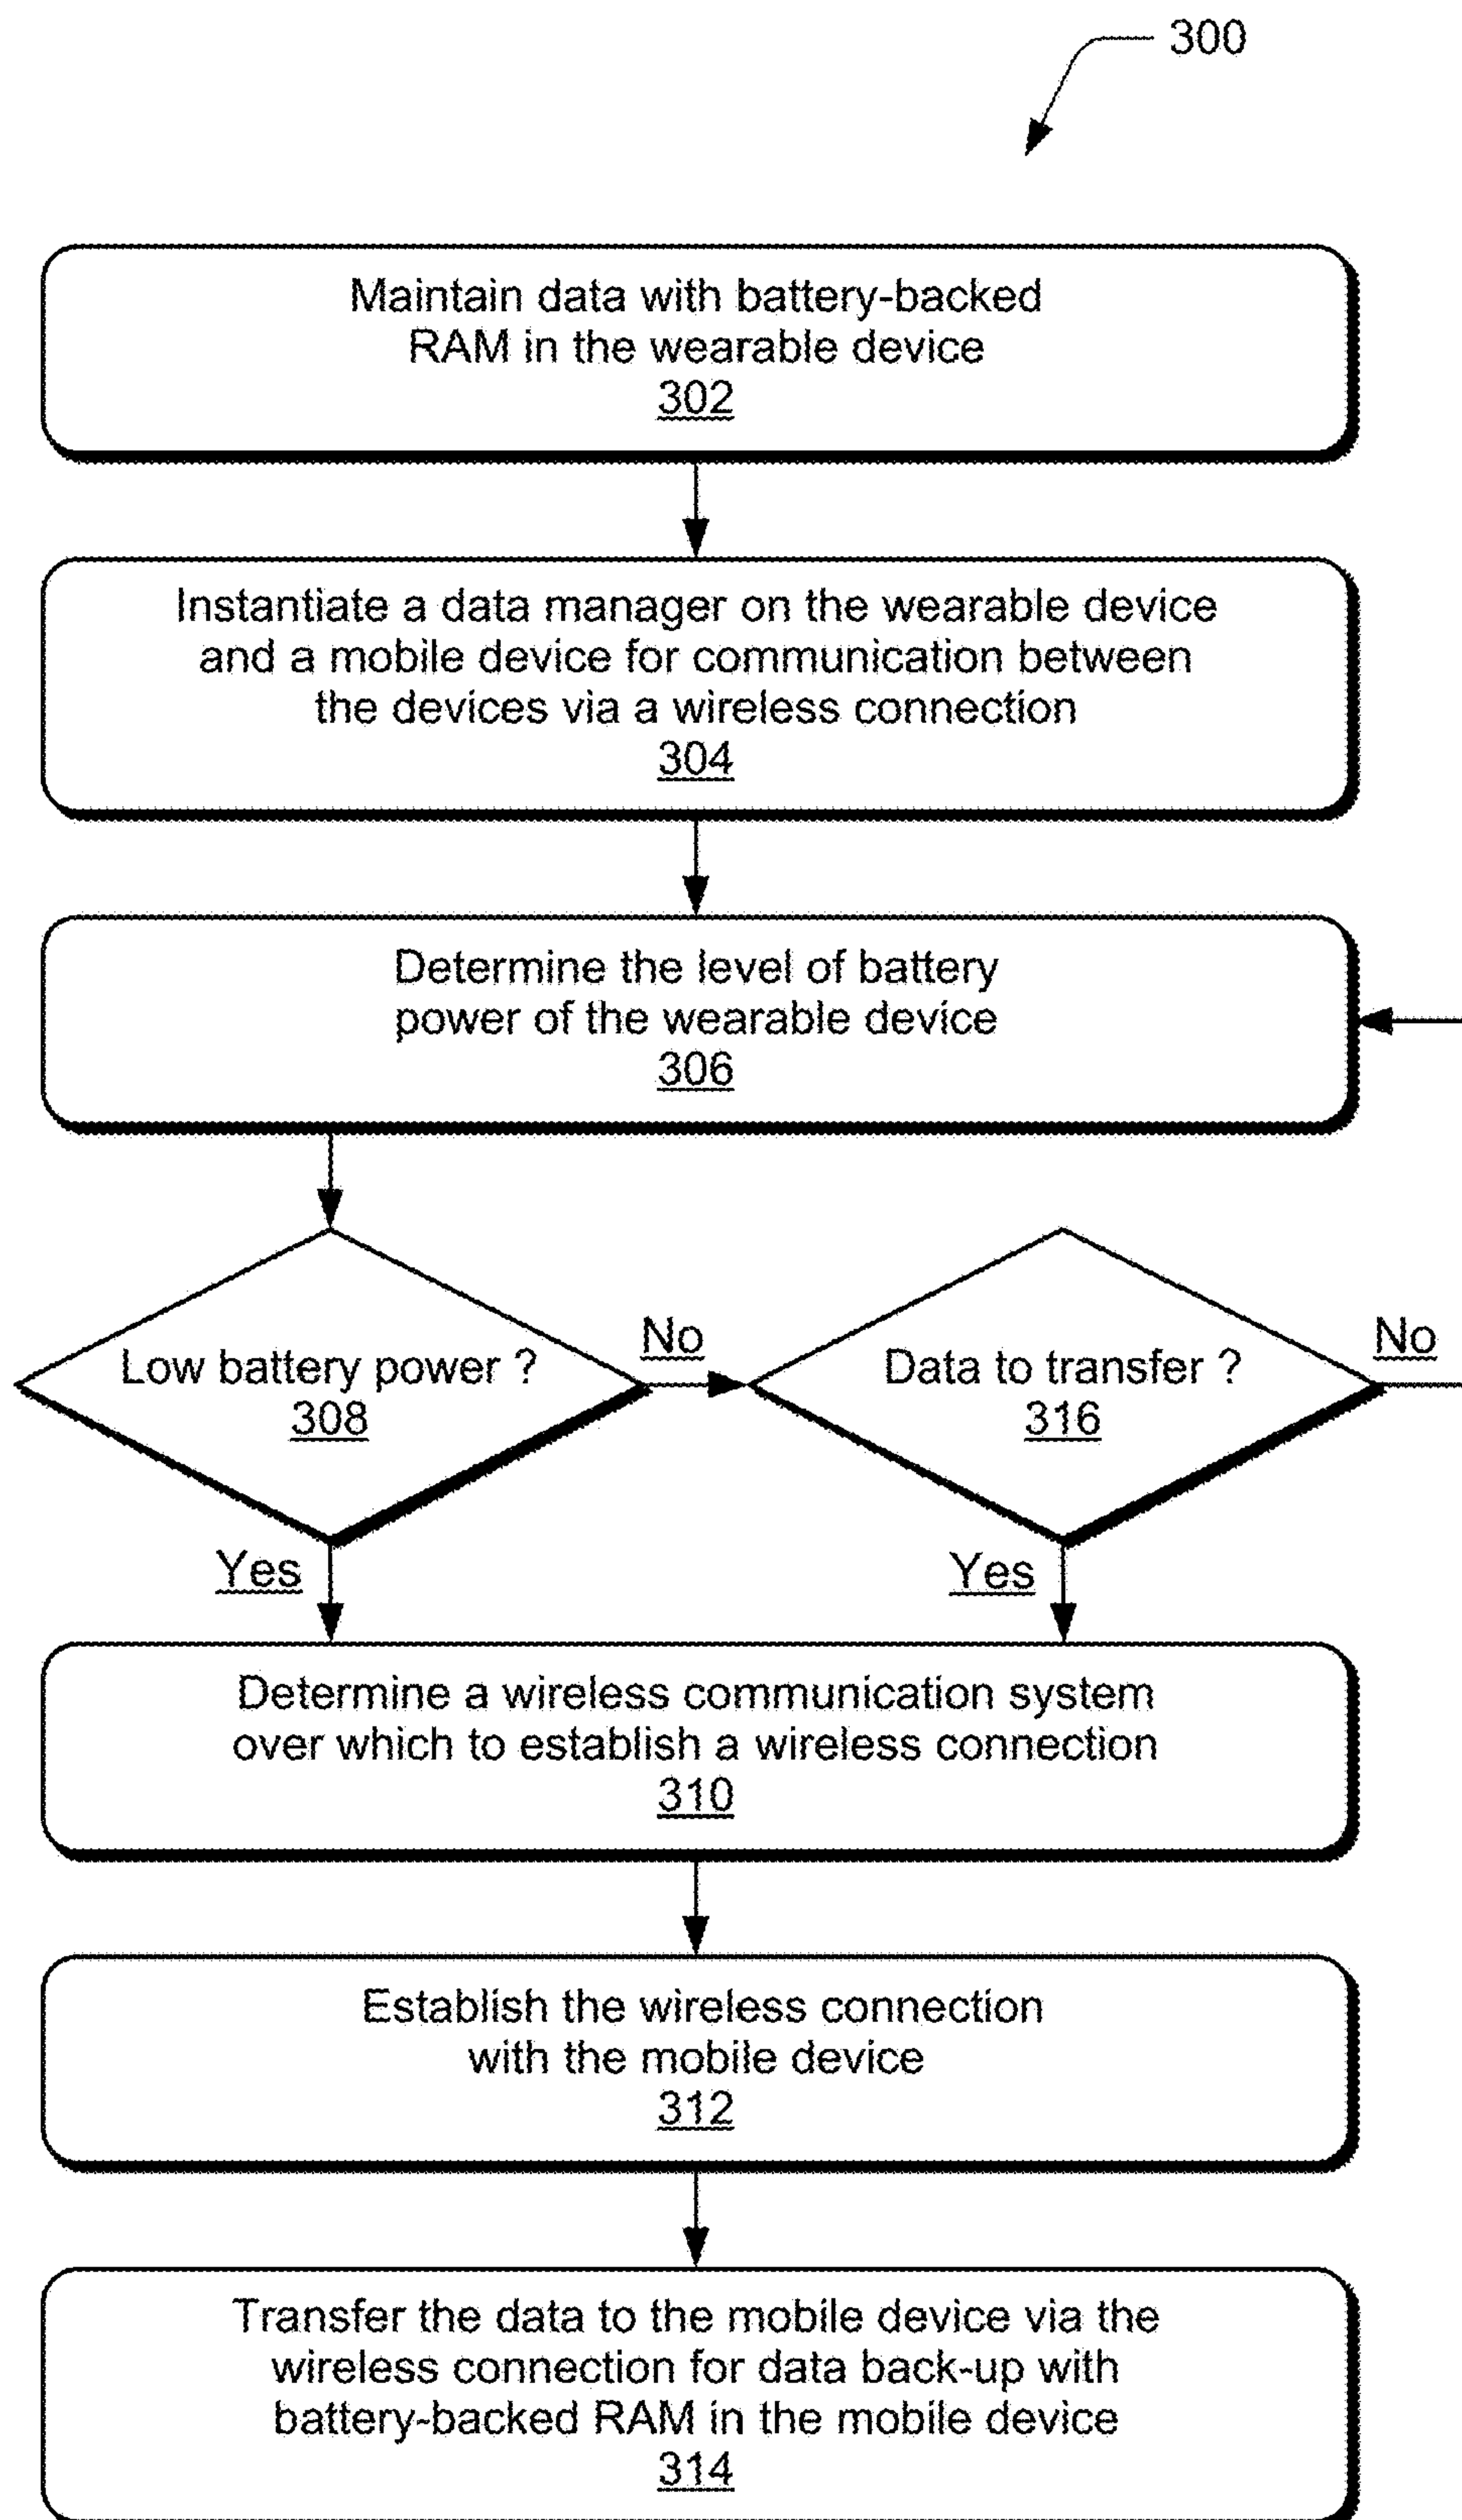 300
Maintain data with battery-backed
RAM in the wearable device
302
Instantiate a data manager on the wearable device
and a mobile device for communication between
the devices via a wireless connection
304
Determine the level of battery
power of the wearable device
306
Low battery power ?
308
No
Data to transfer ?
316
No
Yes
Yes
Determine a wireless communication system
over which to establish a wireless connection
310
Establish the wireless connection
with the mobile device
312
Transfer the data to the mobile device via the
wireless connection for data back-up with
battery-backed RAM in the mobile device
314